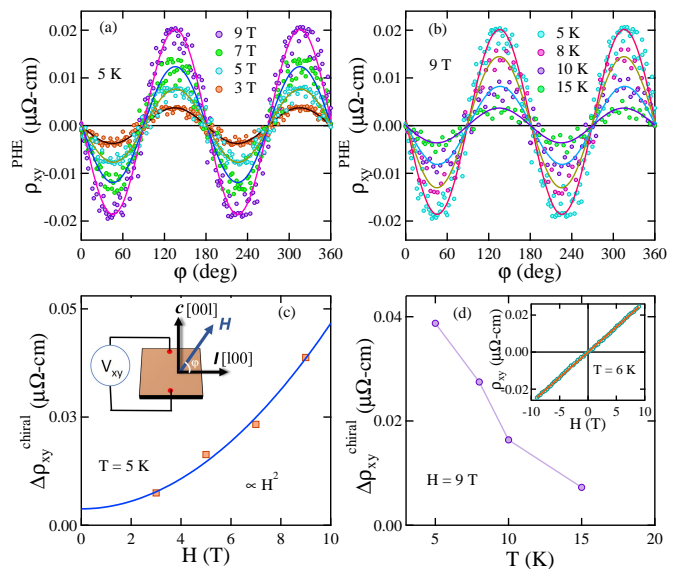 (a)
5 K
9 T
7 T
5 T
3 T
0.02
0.01
0.00
-0.01
-0.02
ρxy^PHE (μΩ-cm)
0 60 120 180 240 300 360
φ (deg)
(b)
9 T
5 K
8 K
10 K
15 K
0.02
0.01
0.00
-0.01
-0.02
ρxy^PHE (μΩ-cm)
0 60 120 180 240 300 360
φ (deg)
(c)
c [001]
H
φ
I [100]
Vxy
T = 5 K
∝ H²
0.05
0.03
0.00
Δρxy^chiral (μΩ-cm)
0 2 4 6 8 10
H (T)
(d)
0.00
-0.02
ρxy (μΩ-cm)
T = 6 K
-10 -5 0 5 10
H (T)
H = 9 T
0.04
0.02
0.00
Δρxy^chiral (μΩ-cm)
5 10 15 20
T (K)